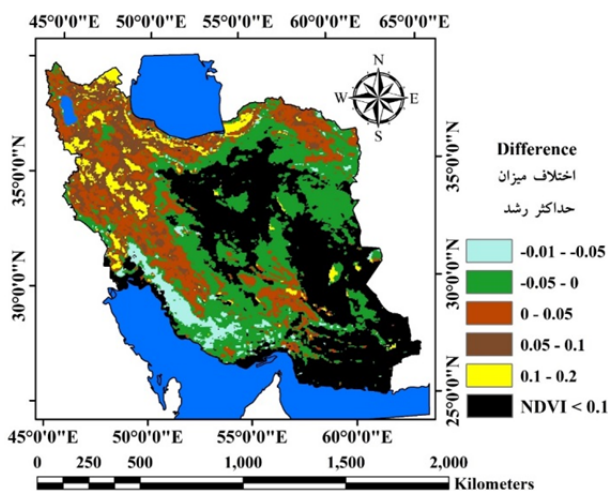 45°0'0"E 50°0'0"E 55°0'0"E 60°0'0"E 65°0'0"E
N
W E
S
35°0'0"N 35°0'0"N
30°0'0"N 30°0'0"N
25°0'0"N
Difference
اختلاف میزان
حداکثر رشد
-0.01 - -0.05
-0.05 - 0
0 - 0.05
0.05 - 0.1
0.1 - 0.2
NDVI < 0.1
45°0'0"E 50°0'0"E 55°0'0"E 60°0'0"E
0 250 500 1,000 1,500 2,000
Kilometers